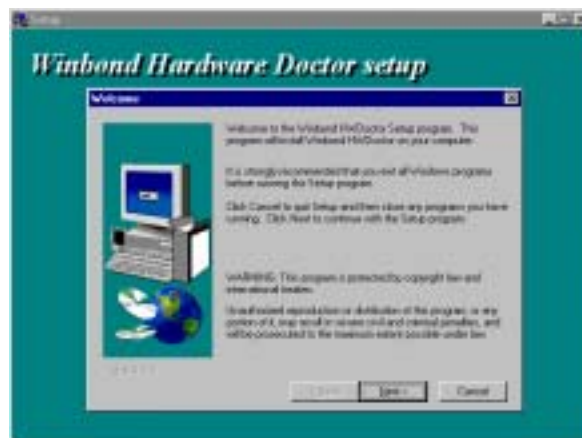 Setup
Winbond Hardware Doctor setup
Welcome
Welcome to the Winbond HWDoctor Setup program. This
program will install Winbond HWDoctor on your computer.
It is strongly recommended that you exit all Windows programs
before running this Setup program.
Click Cancel to quit Setup and then close any programs you have
running. Click Next to continue with the Setup program.
WARNING: This program is protected by copyright law and
international treaties.
Unauthorized reproduction or distribution of this program, or any
portion of it, may result in severe civil and criminal penalties, and
will be prosecuted to the maximum extent possible under law.
Next >
Cancel